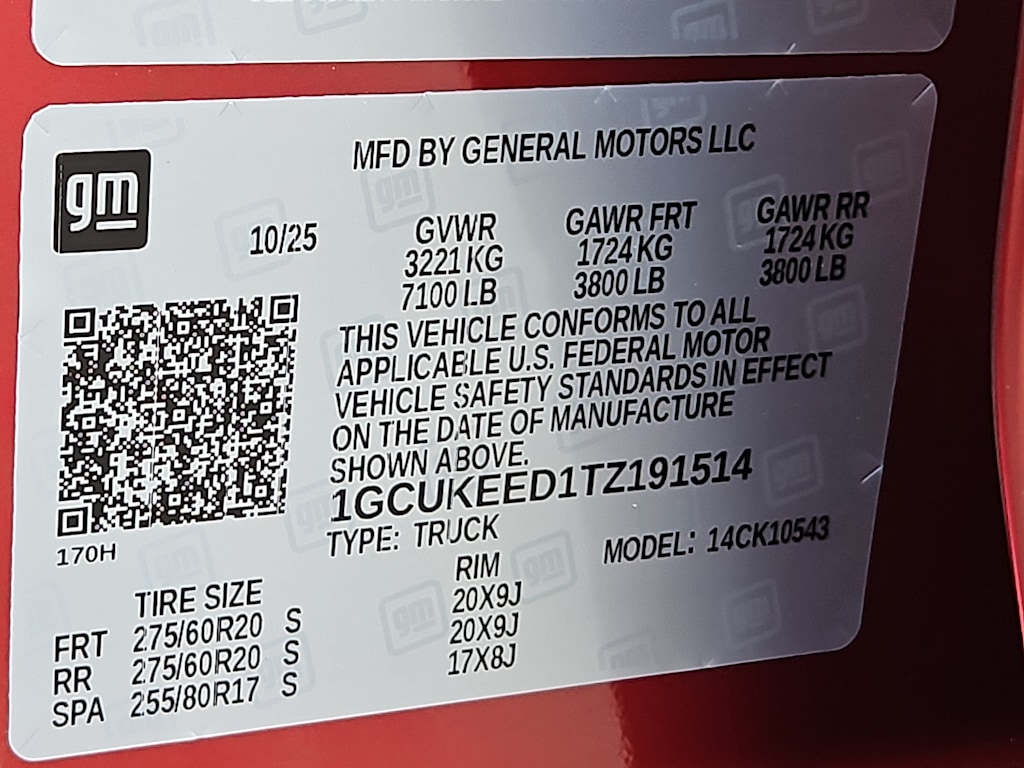 MFD BY GENERAL MOTORS LLC
gm
10/25
GVWR
3221 KG
7100 LB
GAWR FRT
1724 KG
3800 LB
GAWR RR
1724 KG
3800 LB
THIS VEHICLE CONFORMS TO ALL
APPLICABLE U.S. FEDERAL MOTOR
VEHICLE SAFETY STANDARDS IN EFFECT
ON THE DATE OF MANUFACTURE
SHOWN ABOVE.
1GCUKEED1TZ191514
TYPE: TRUCK
MODEL: 14CK10543
170H
TIRE SIZE RIM
FRT 275/60R20 S 20X9J
RR 275/60R20 S 20X9J
SPA 255/80R17 S 17X8J